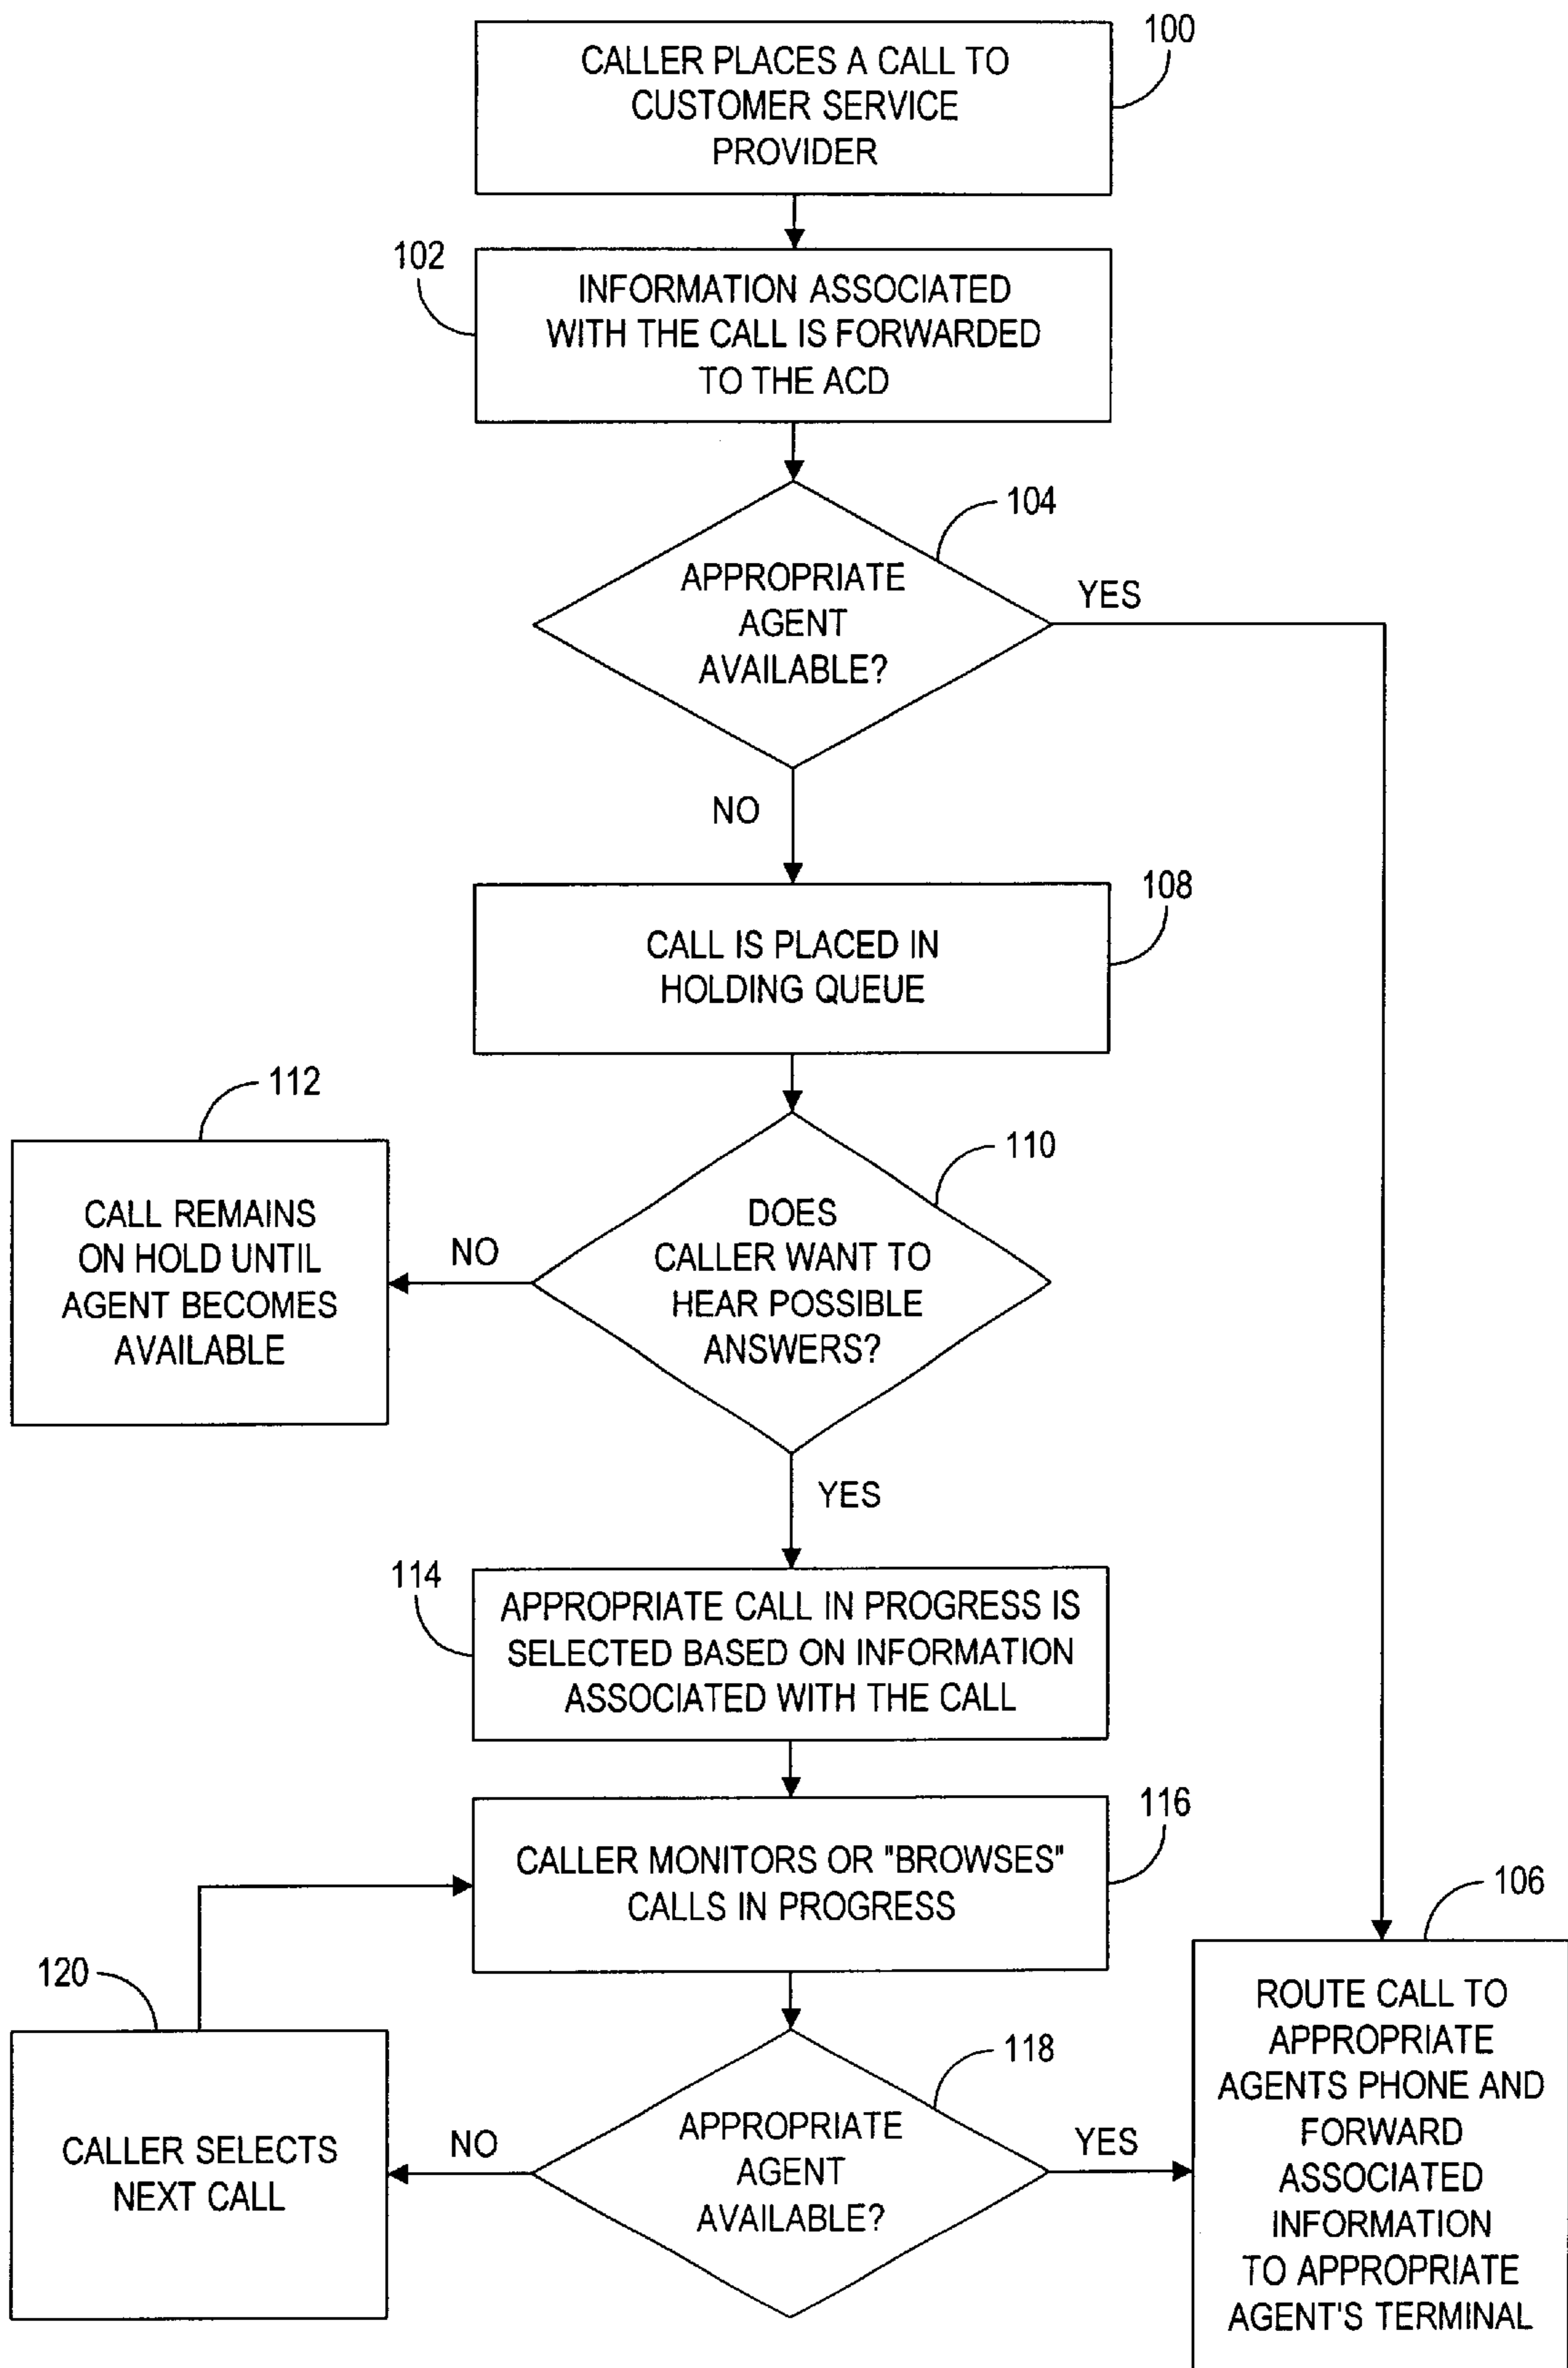 100
CALLER PLACES A CALL TO
CUSTOMER SERVICE
PROVIDER
102
INFORMATION ASSOCIATED
WITH THE CALL IS FORWARDED
TO THE ACD
104
APPROPRIATE
AGENT
AVAILABLE?
YES
NO
108
CALL IS PLACED IN
HOLDING QUEUE
112
CALL REMAINS
ON HOLD UNTIL
AGENT BECOMES
AVAILABLE
NO
110
DOES
CALLER WANT TO
HEAR POSSIBLE
ANSWERS?
YES
114
APPROPRIATE CALL IN PROGRESS IS
SELECTED BASED ON INFORMATION
ASSOCIATED WITH THE CALL
116
CALLER MONITORS OR "BROWSES"
CALLS IN PROGRESS
120
CALLER SELECTS
NEXT CALL
NO
118
APPROPRIATE
AGENT
AVAILABLE?
YES
106
ROUTE CALL TO
APPROPRIATE
AGENTS PHONE AND
FORWARD
ASSOCIATED
INFORMATION
TO APPROPRIATE
AGENT'S TERMINAL